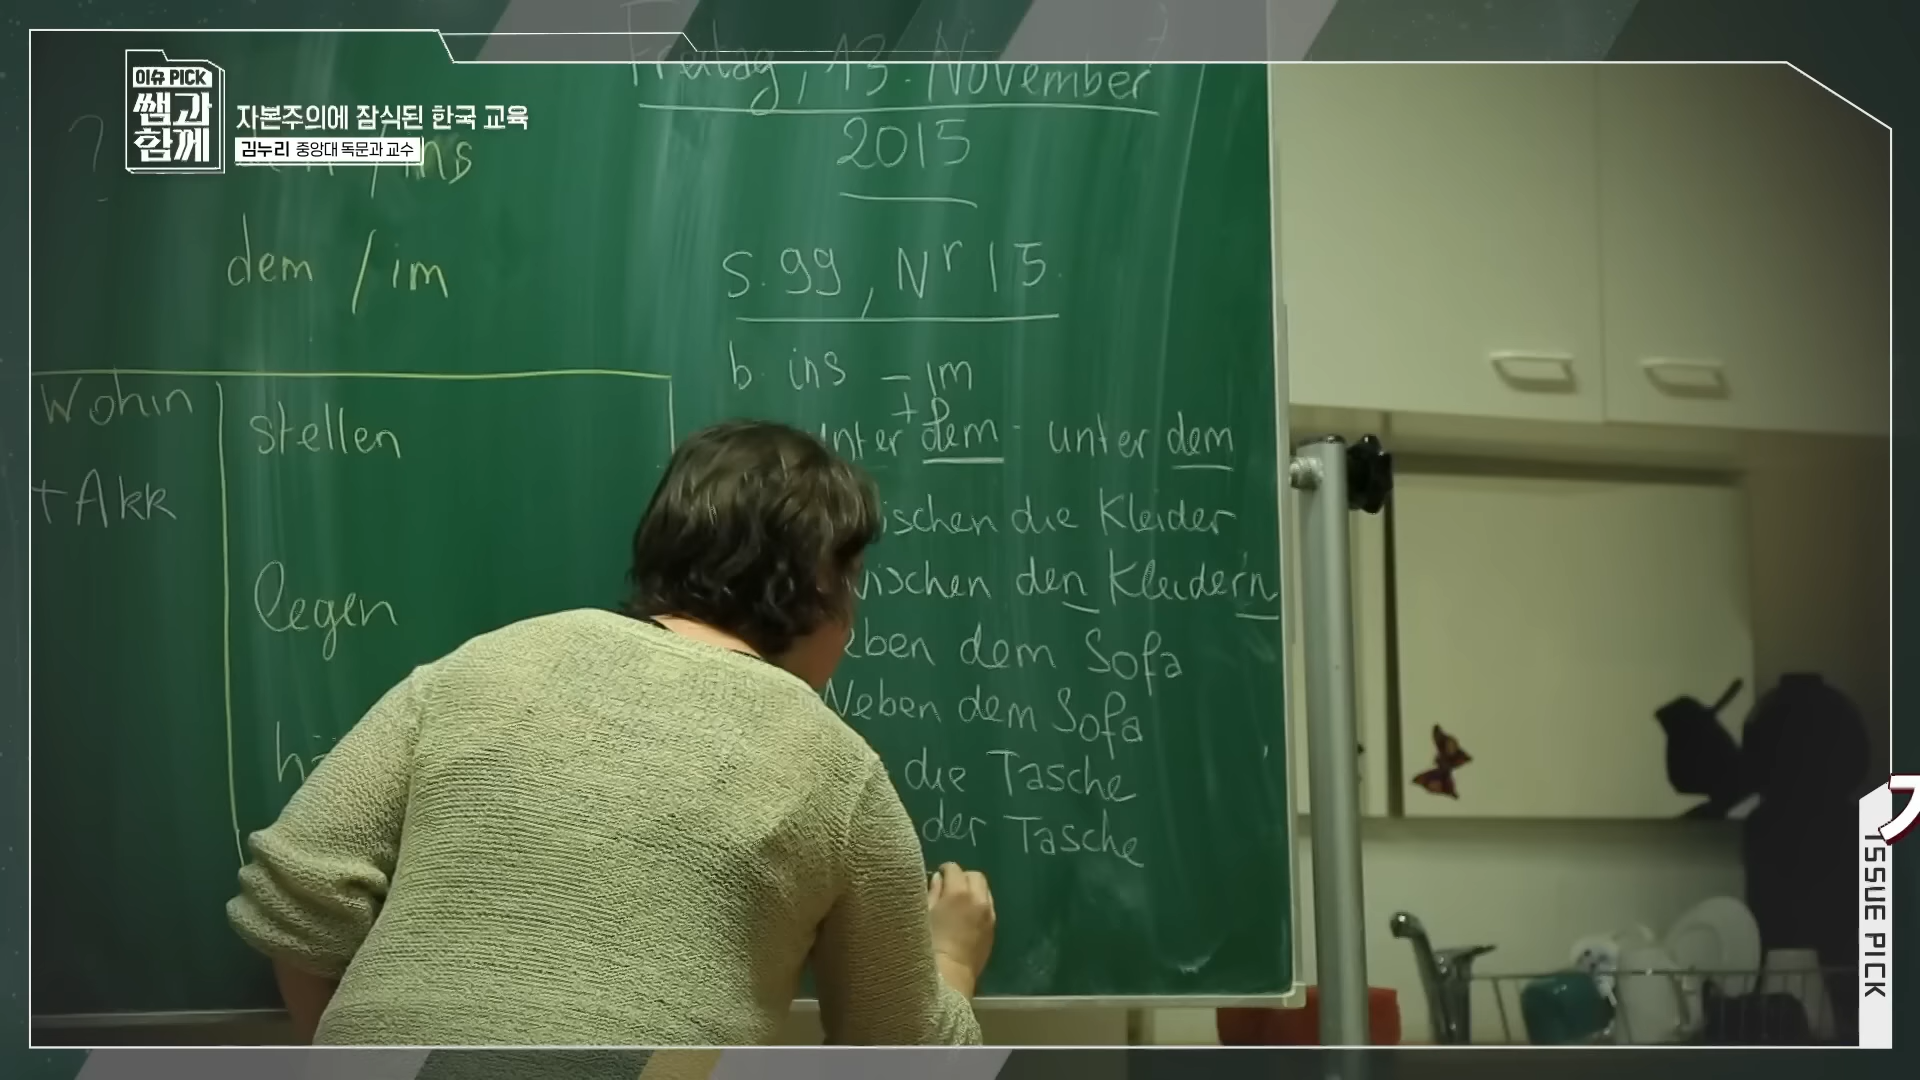 이슈 PICK
쌤과
함께
자본주의에 잠식된 한국 교육
김누리 중앙대 독문과 교수
?
/ ins
dem / im
Wohin
+ Akk
stellen
legen
Freitag, 13. November
2015
S. 99, Nr 15.
b. ins - im
+
unter dem - unter dem
die Kleider
den Kleidern
dem Sofa
Neben dem Sofa
die Tasche
der Tasche
ISSUE PICK